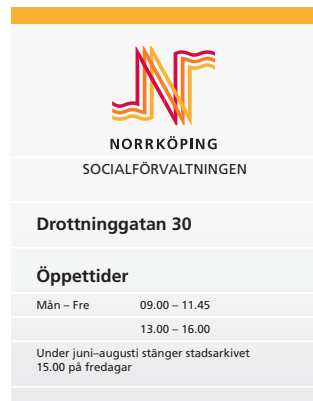 NORRKÖPING
SOCIALFÖRVALTNINGEN
Drottninggatan 30
Öppettider
Mån – Fre 09.00 – 11.45
13.00 – 16.00
Under juni–augusti stänger stadsarkivet
15.00 på fredagar